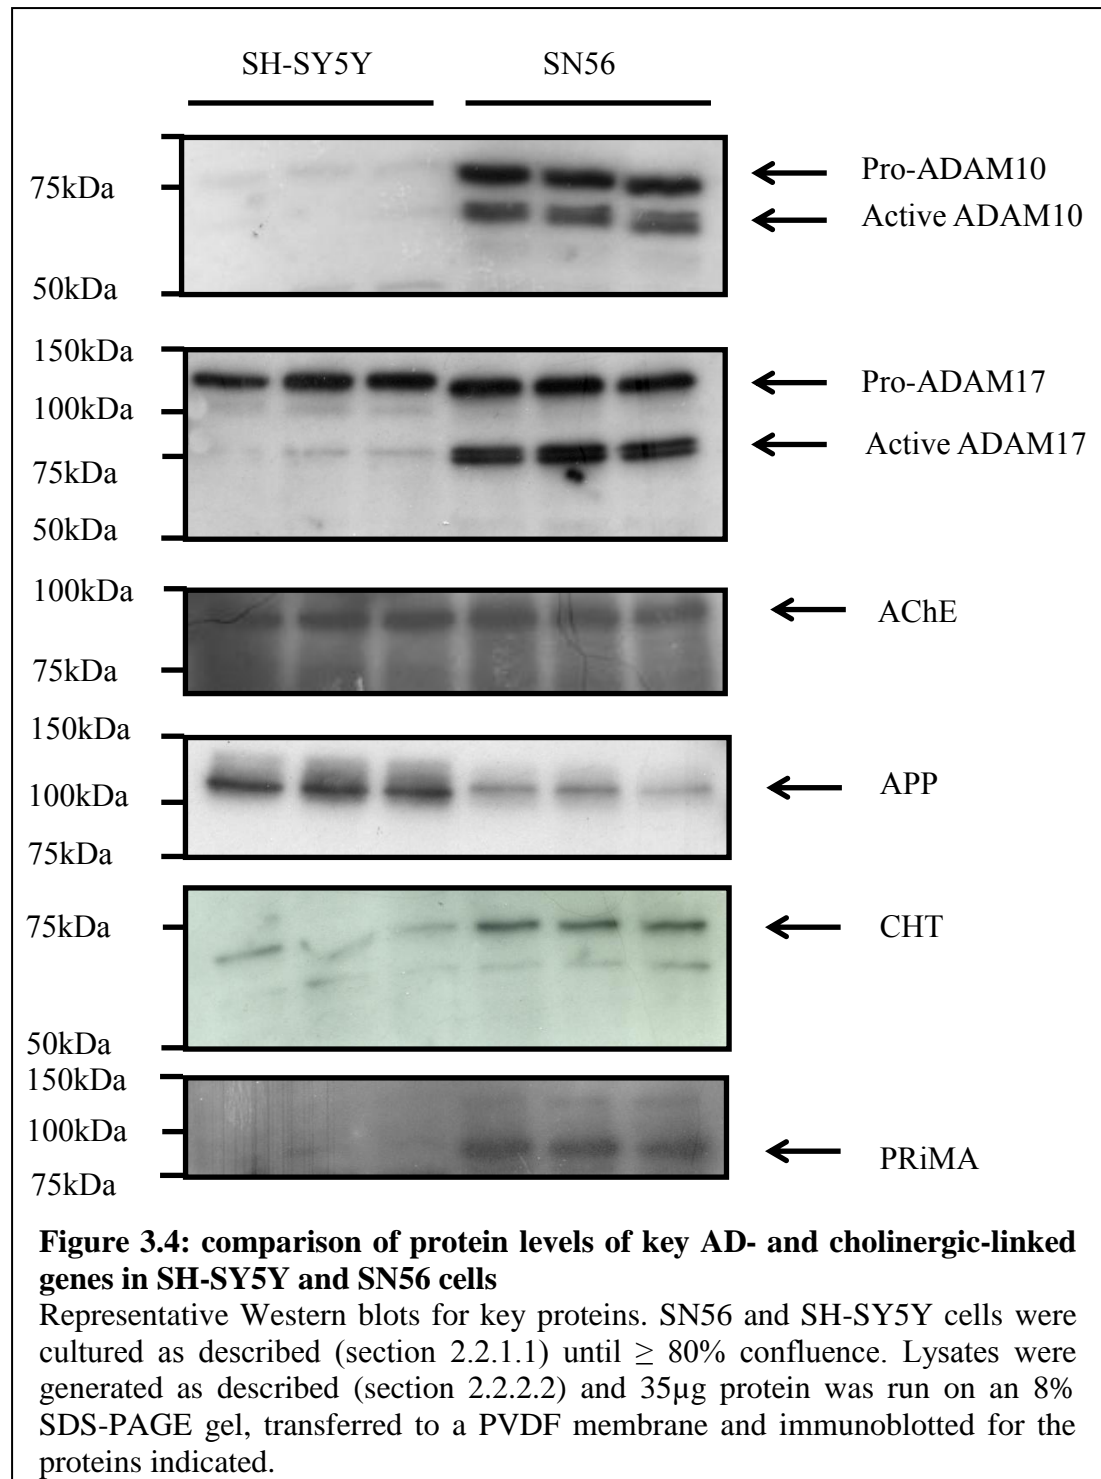 SH-SY5Y SN56
75kDa
50kDa
Pro-ADAM10
Active ADAM10
150kDa
100kDa
75kDa
50kDa
Pro-ADAM17
Active ADAM17
100kDa
75kDa
AChE
150kDa
100kDa
75kDa
APP
75kDa
50kDa
CHT
150kDa
100kDa
75kDa
PRiMA
Figure 3.4: comparison of protein levels of key AD- and cholinergic-linked
genes in SH-SY5Y and SN56 cells
Representative Western blots for key proteins. SN56 and SH-SY5Y cells were
cultured as described (section 2.2.1.1) until ≥ 80% confluence. Lysates were
generated as described (section 2.2.2.2) and 35µg protein was run on an 8%
SDS-PAGE gel, transferred to a PVDF membrane and immunoblotted for the
proteins indicated.